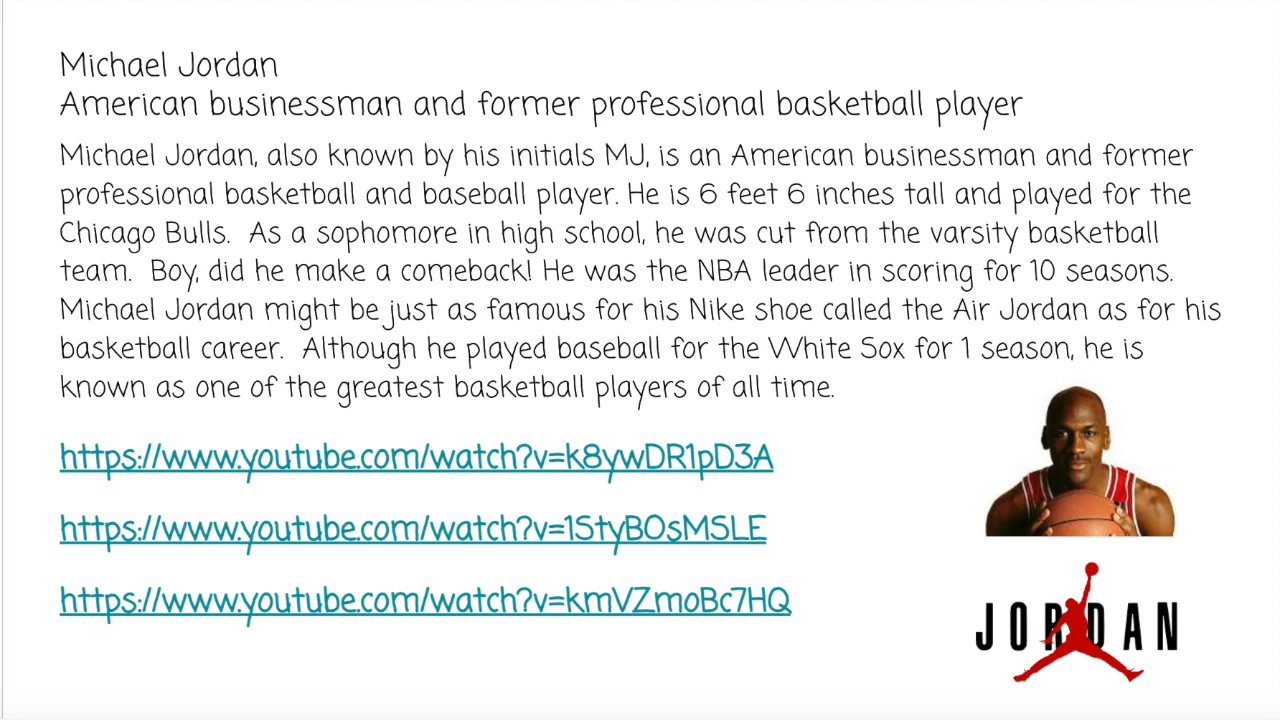 Michael Jordan
American businessman and former professional basketball player
Michael Jordan, also known by his initials MJ, is an American businessman and former
professional basketball and baseball player. He is 6 feet 6 inches tall and played for the
Chicago Bulls. As a sophomore in high school, he was cut from the varsity basketball
team. Boy, did he make a comeback! He was the NBA leader in scoring for 10 seasons.
Michael Jordan might be just as famous for his Nike shoe called the Air Jordan as for his
basketball career. Although he played baseball for the White Sox for 1 season, he is
known as one of the greatest basketball players of all time.
https://www.youtube.com/watch?v=k8ywDR1pD3A
https://www.youtube.com/watch?v=1StyBOsMSLE
https://www.youtube.com/watch?v=kmVZmoBc7HQ
JORDAN